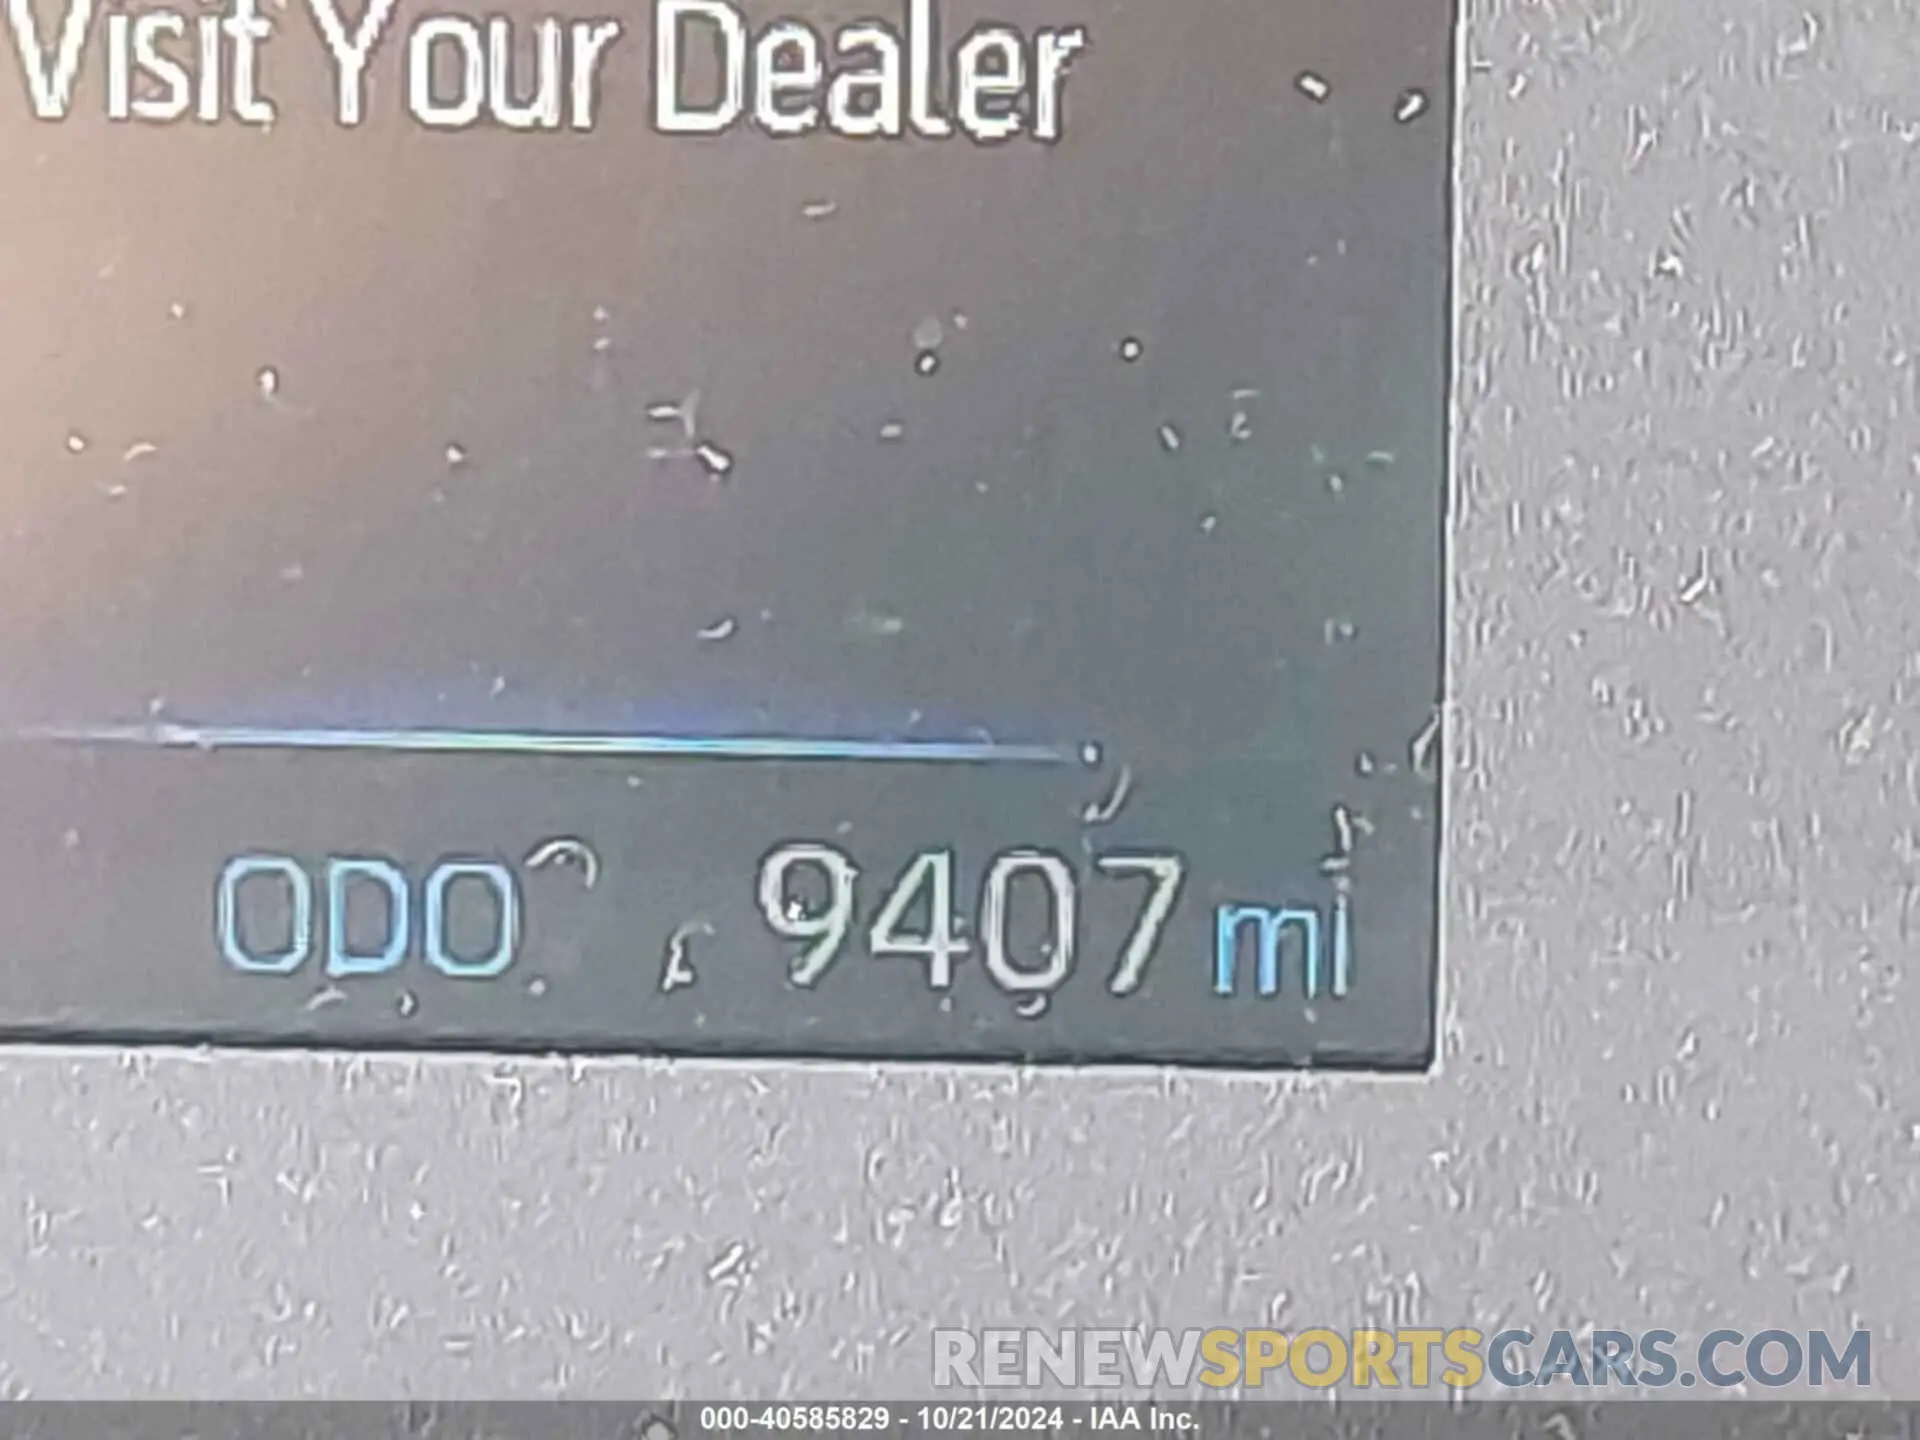 Visit Your Dealer
ODO 9407 mi
RENEWSPORTSCARS.COM
000-40585829 - 10/21/2024 - IAA Inc.